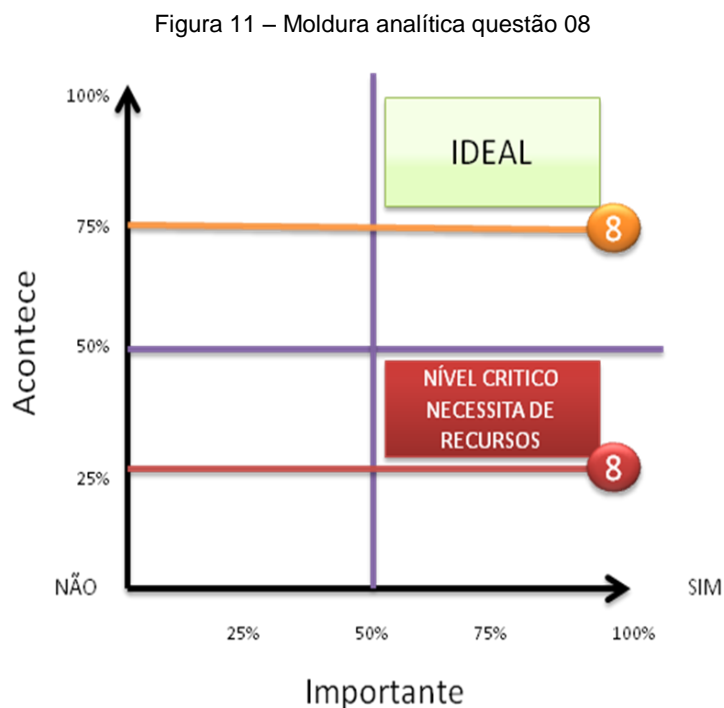 Figura 11 – Moldura analítica questão 08
100%
IDEAL
75%
8
Acontece
50%
NÍVEL CRITICO
NECESSITA DE
RECURSOS
8
25%
NÃO
SIM
25%
50%
75%
100%
Importante